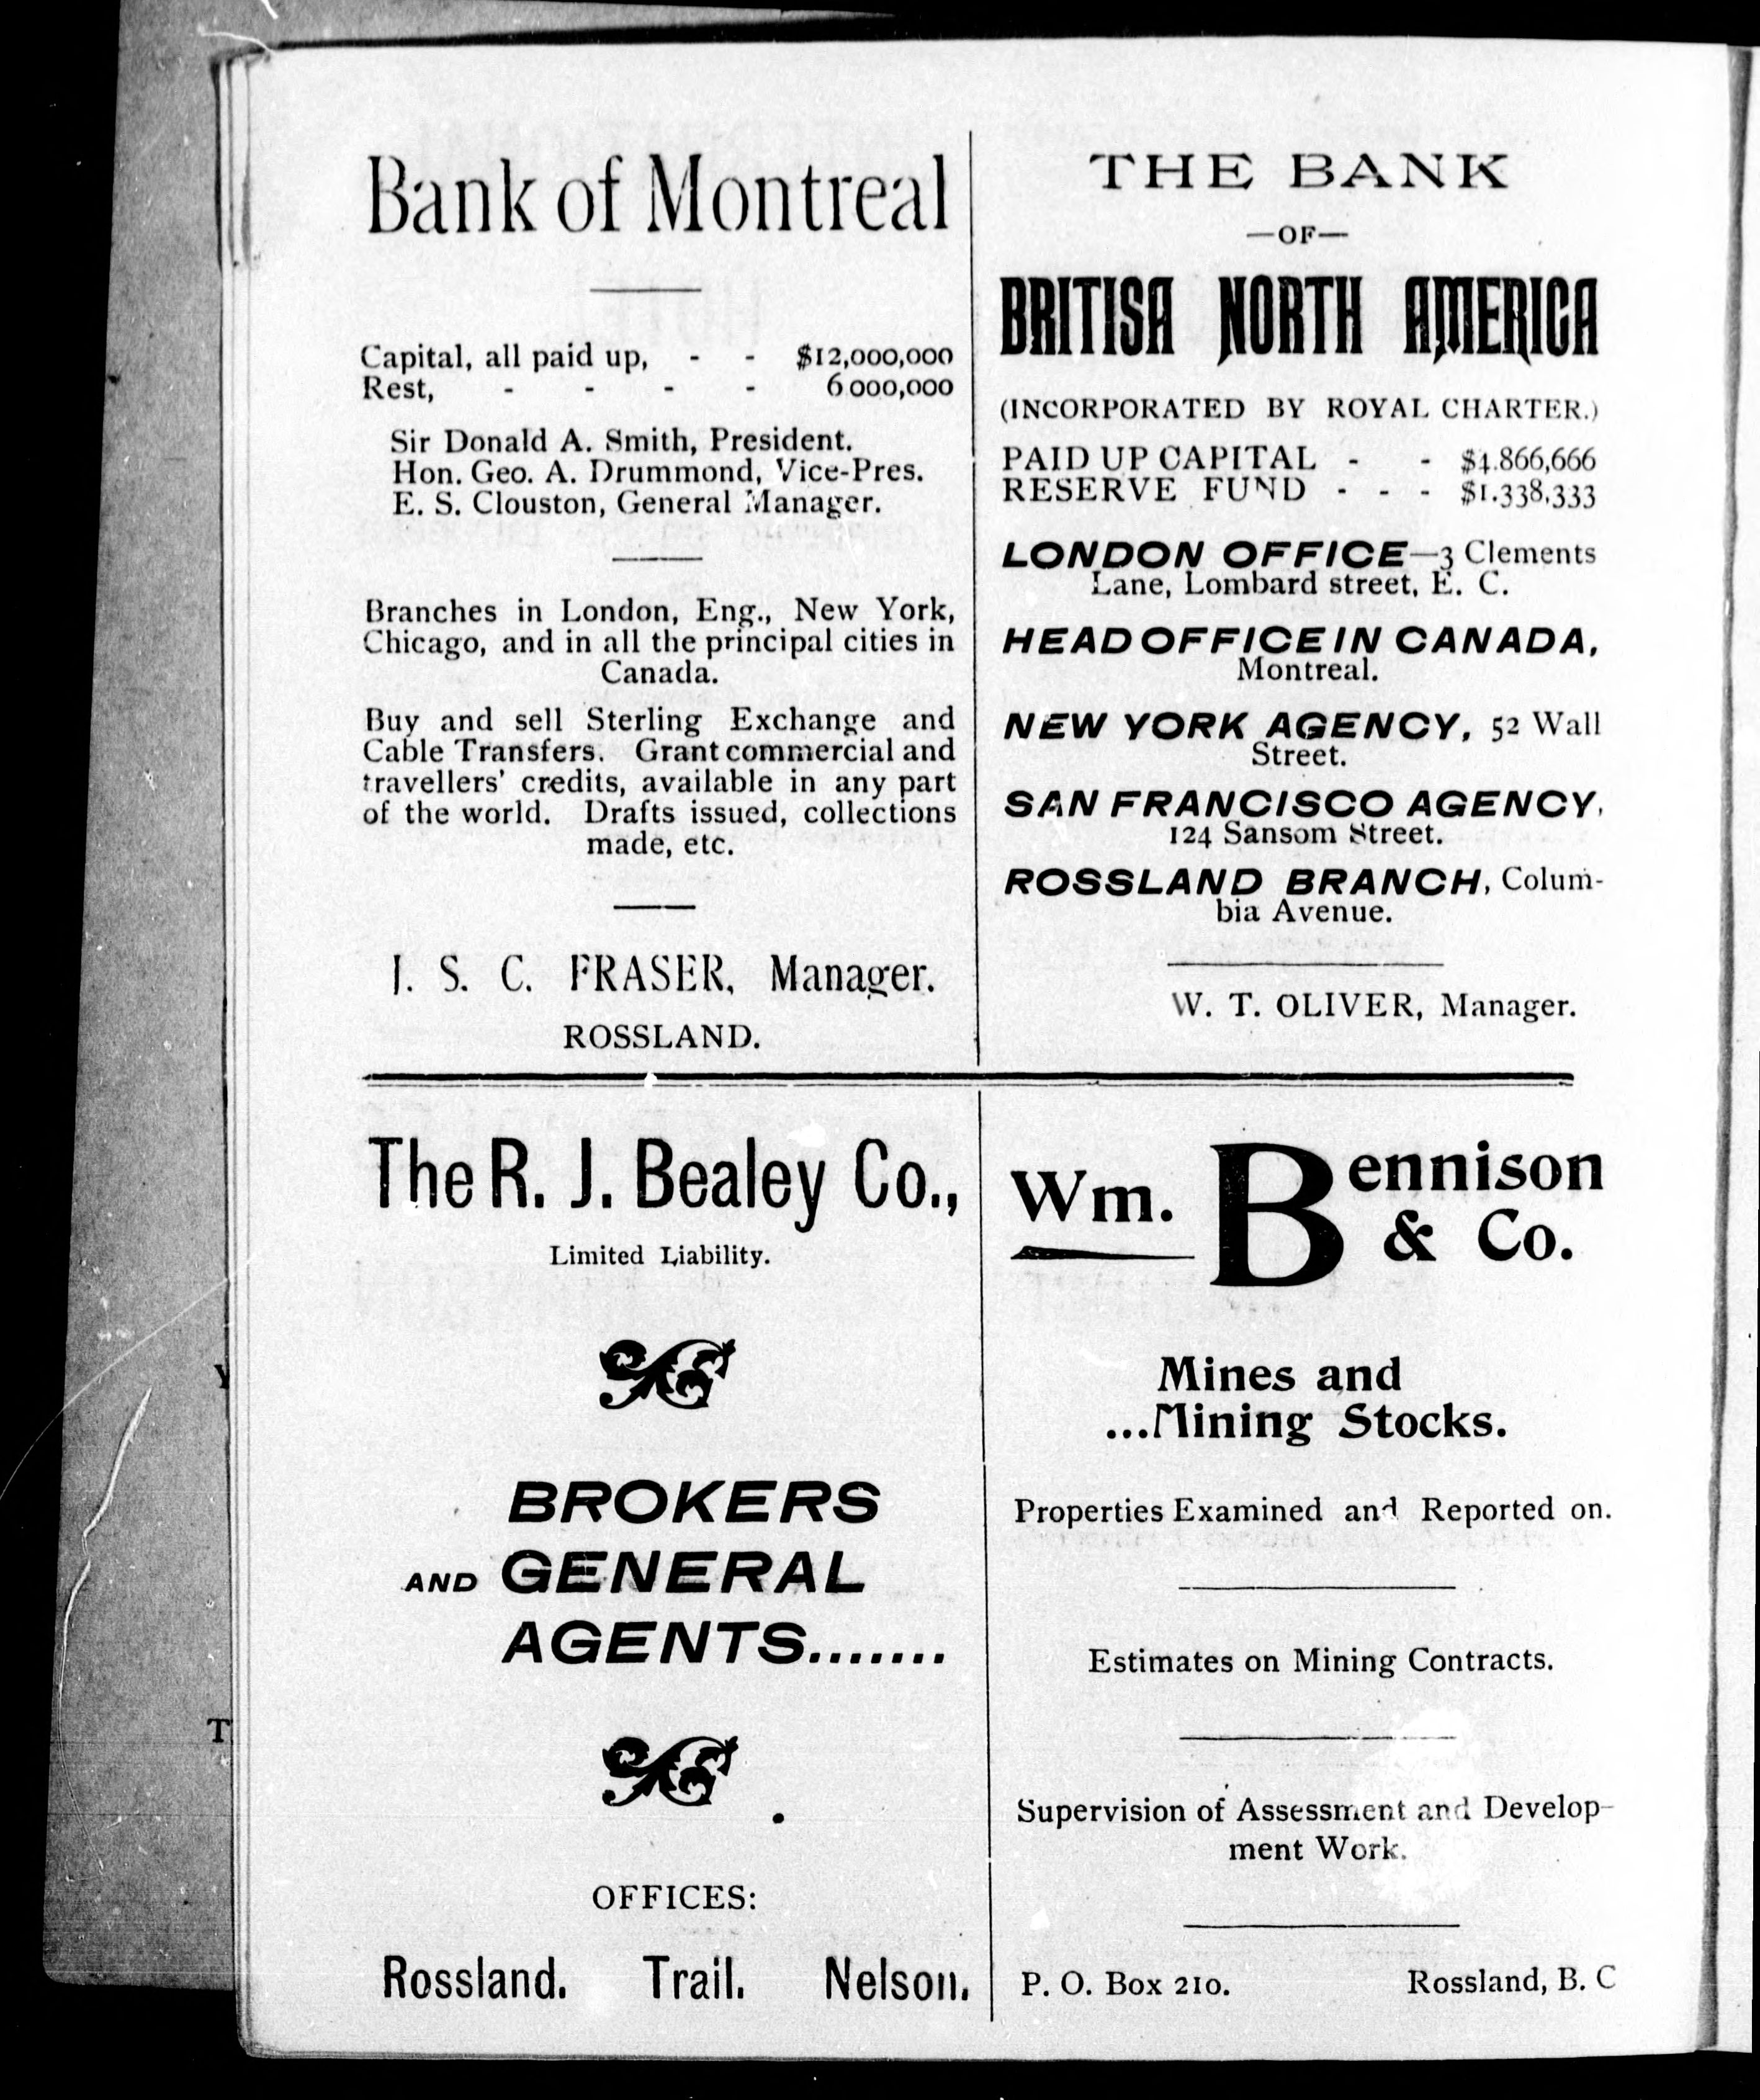 Bank of Montreal
Capital, all paid up, - - $12,000,000
Rest, - - - - 6 000,000
Sir Donald A. Smith, President.
Hon. Geo. A. Drummond, Vice-Pres.
E. S. Clouston, General Manager.
Branches in London, Eng., New York,
Chicago, and in all the principal cities in
Canada.
Buy and sell Sterling Exchange and
Cable Transfers. Grant commercial and
travellers' credits, available in any part
of the world. Drafts issued, collections
made, etc.
J. S. C. FRASER, Manager.
ROSSLAND.
THE BANK
—OF—
BRITISH NORTH AMERICA
(INCORPORATED BY ROYAL CHARTER.)
PAID UP CAPITAL - - $4.866,666
RESERVE FUND - - - $1.338,333
LONDON OFFICE—3 Clements
Lane, Lombard street, E. C.
HEAD OFFICE IN CANADA,
Montreal.
NEW YORK AGENCY, 52 Wall
Street.
SAN FRANCISCO AGENCY,
124 Sansom Street.
ROSSLAND BRANCH, Colum-
bia Avenue.
W. T. OLIVER, Manager.
The R. J. Bealey Co.,
Limited Liability.
BROKERS
AND GENERAL
AGENTS.......
OFFICES:
Rossland. Trail. Nelson.
Wm. Bennison
& Co.
Mines and
...Mining Stocks.
Properties Examined and Reported on.
Estimates on Mining Contracts.
Supervision of Assessment and Develop-
ment Work.
P. O. Box 210. Rossland, B. C